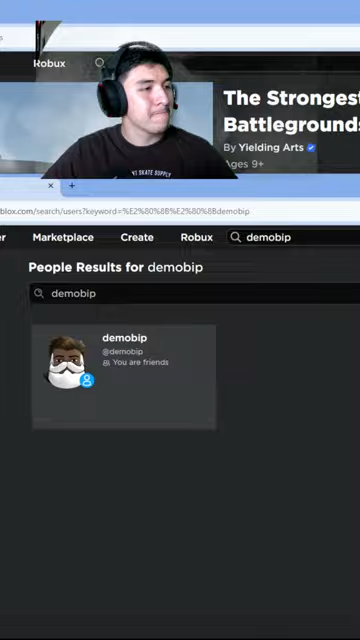 Robux
The Strongest
Battlegrounds
By Yielding Arts
Ages 9+
blox.com/search/users?keyword=%E2%80%8B%E2%80%8Bdemobip
Marketplace Create Robux demobip
People Results for demobip
demobip
demobip
@demobip
You are friends